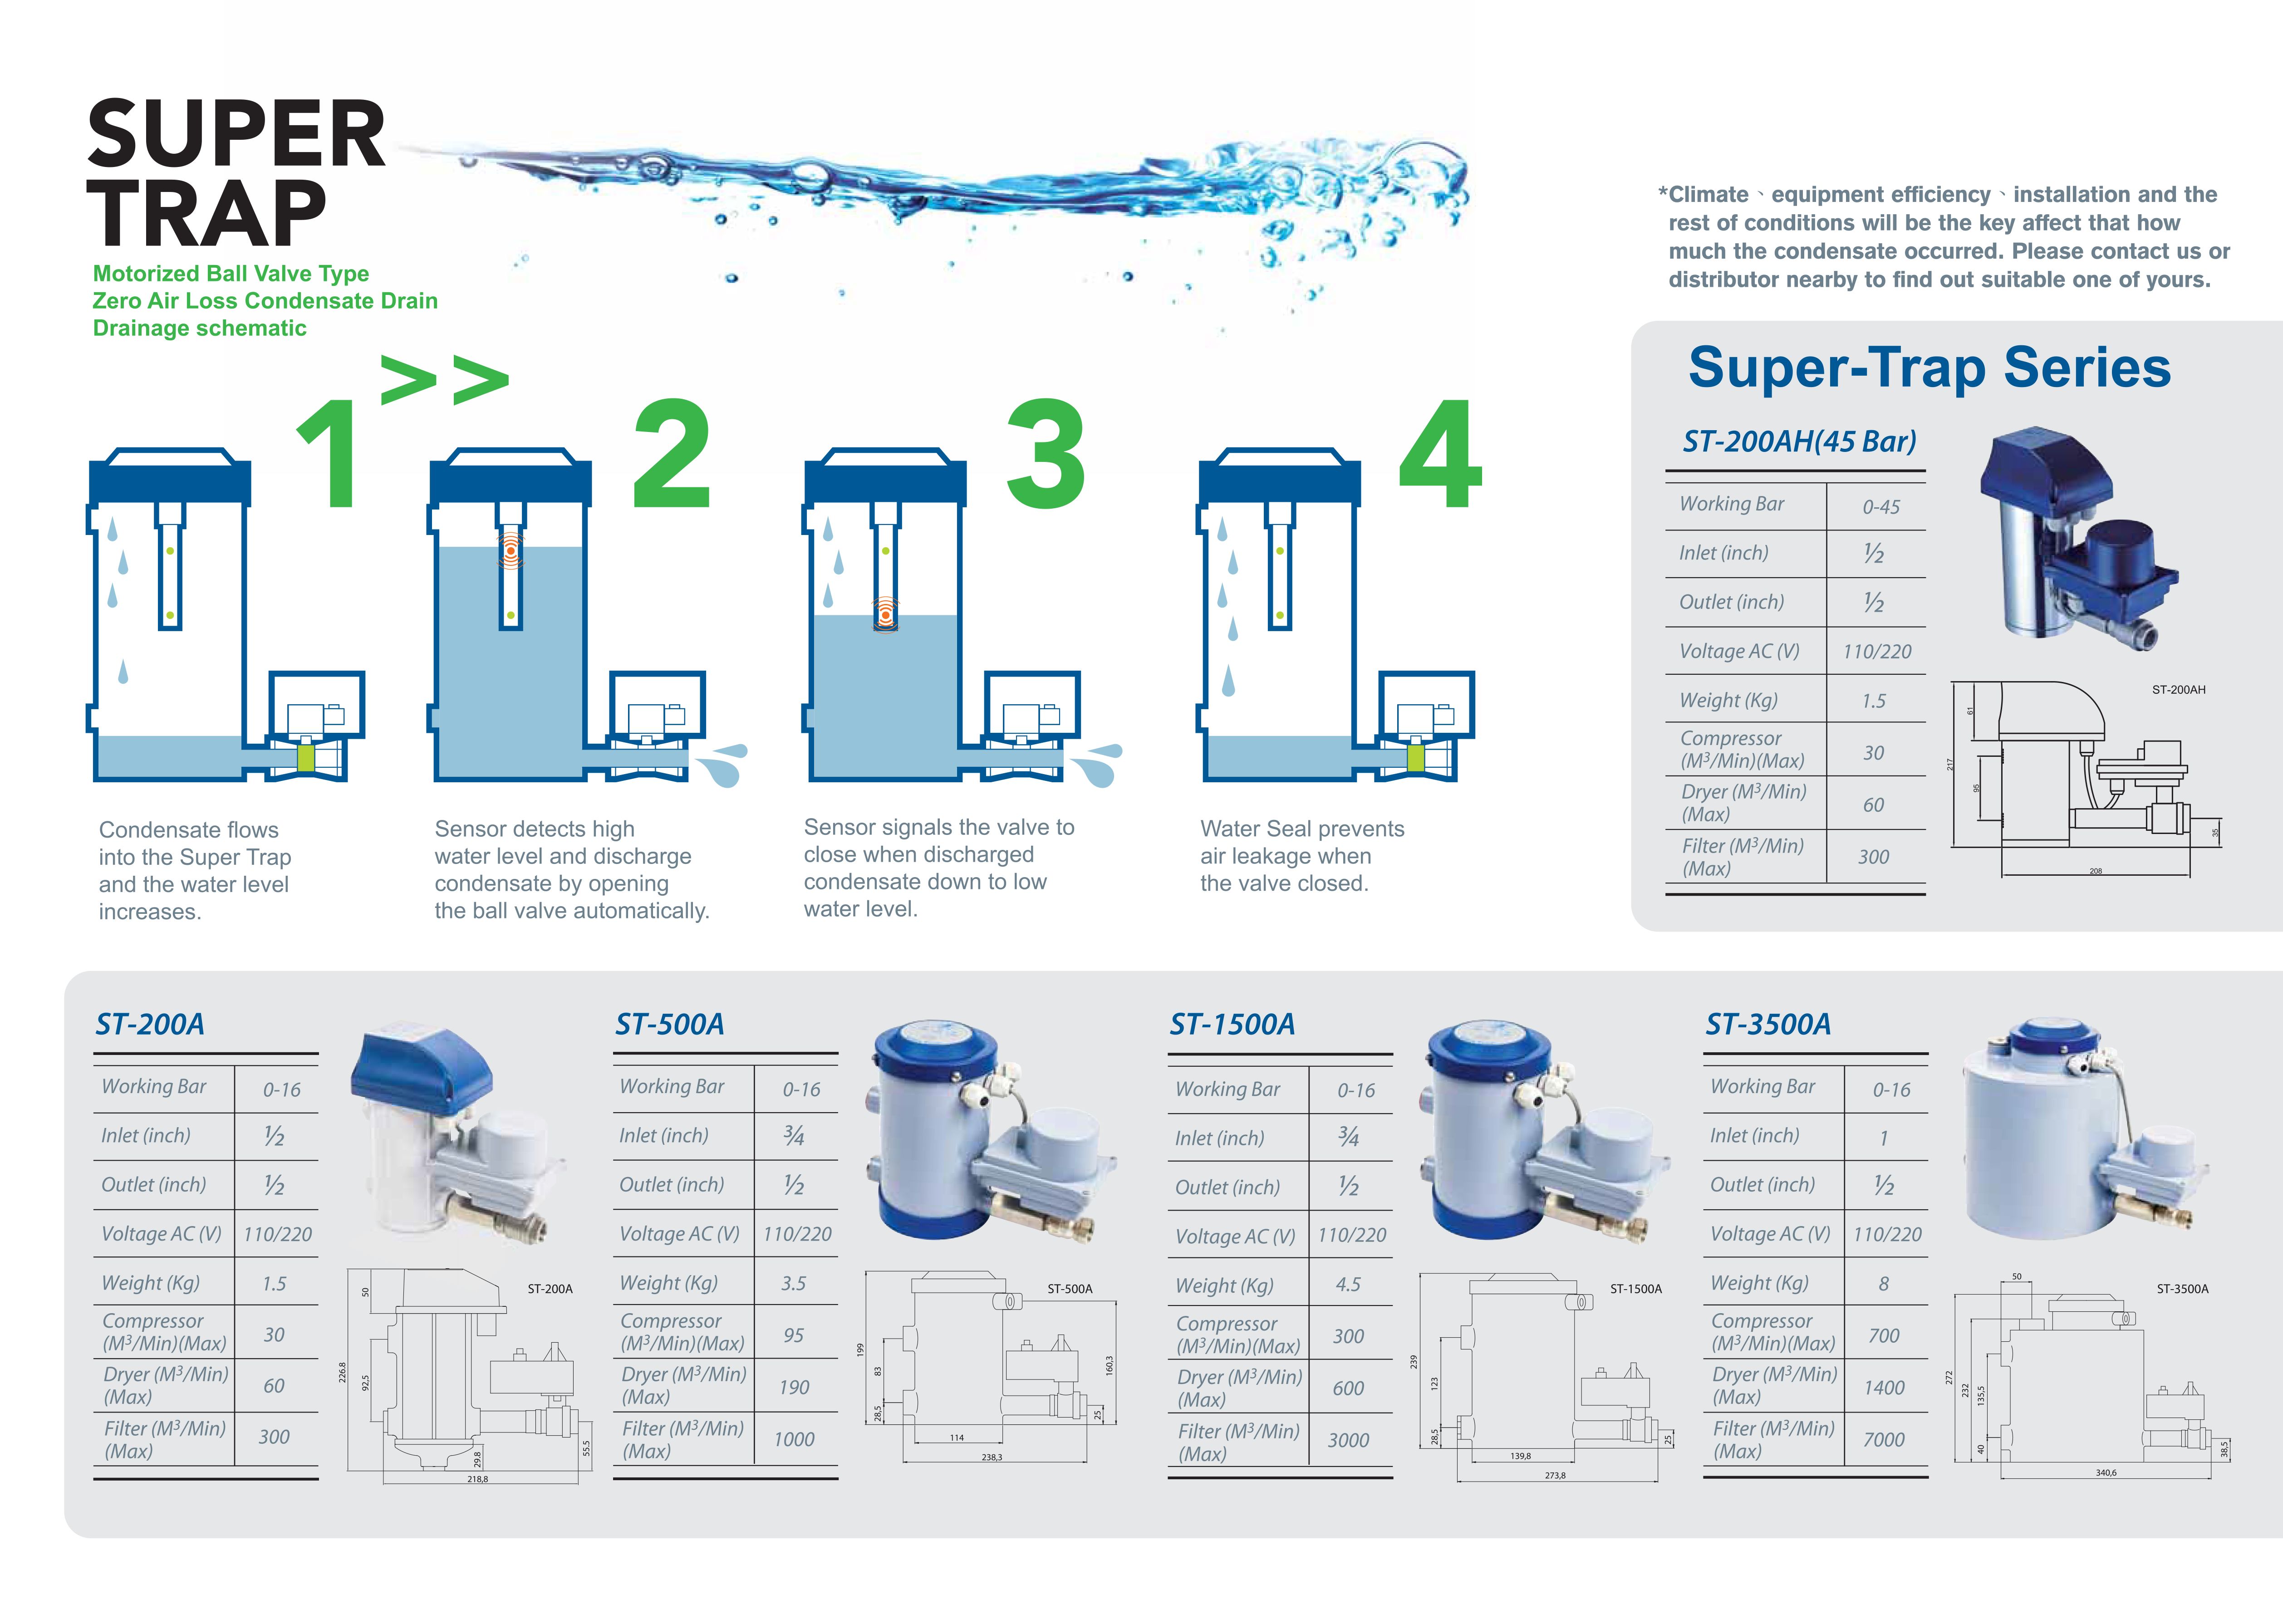 SUPER
TRAP
Motorized Ball Valve Type
Zero Air Loss Condensate Drain
Drainage schematic
1 >> 2 3 4
Condensate flows
into the Super Trap
and the water level
increases.
Sensor detects high
water level and discharge
condensate by opening
the ball valve automatically.
Sensor signals the valve to
close when discharged
condensate down to low
water level.
Water Seal prevents
air leakage when
the valve closed.
*Climate、equipment efficiency、installation and the
rest of conditions will be the key affect that how
much the condensate occurred. Please contact us or
distributor nearby to find out suitable one of yours.
Super-Trap Series
ST-200AH(45 Bar)
Working Bar 0-45
Inlet (inch) ½
Outlet (inch) ½
Voltage AC (V) 110/220
Weight (Kg) 1.5
Compressor
(M³/Min)(Max) 30
Dryer (M³/Min)
(Max) 60
Filter (M³/Min)
(Max) 300
ST-200AH
61
217
95
35
208
ST-200A
Working Bar 0-16
Inlet (inch) ½
Outlet (inch) ½
Voltage AC (V) 110/220
Weight (Kg) 1.5
Compressor
(M³/Min)(Max) 30
Dryer (M³/Min)
(Max) 60
Filter (M³/Min)
(Max) 300
ST-200A
50
226.8
92,5
29.8
55.5
218,8
ST-500A
Working Bar 0-16
Inlet (inch) ¾
Outlet (inch) ½
Voltage AC (V) 110/220
Weight (Kg) 3.5
Compressor
(M³/Min)(Max) 95
Dryer (M³/Min)
(Max) 190
Filter (M³/Min)
(Max) 1000
ST-500A
199
83
28,5
160,3
25
114
238,3
ST-1500A
Working Bar 0-16
Inlet (inch) ¾
Outlet (inch) ½
Voltage AC (V) 110/220
Weight (Kg) 4.5
Compressor
(M³/Min)(Max) 300
Dryer (M³/Min)
(Max) 600
Filter (M³/Min)
(Max) 3000
ST-1500A
239
123
28,5
25
139,8
273,8
ST-3500A
Working Bar 0-16
Inlet (inch) 1
Outlet (inch) ½
Voltage AC (V) 110/220
Weight (Kg) 8
Compressor
(M³/Min)(Max) 700
Dryer (M³/Min)
(Max) 1400
Filter (M³/Min)
(Max) 7000
50
ST-3500A
272
232
135,5
40
38,5
340,6